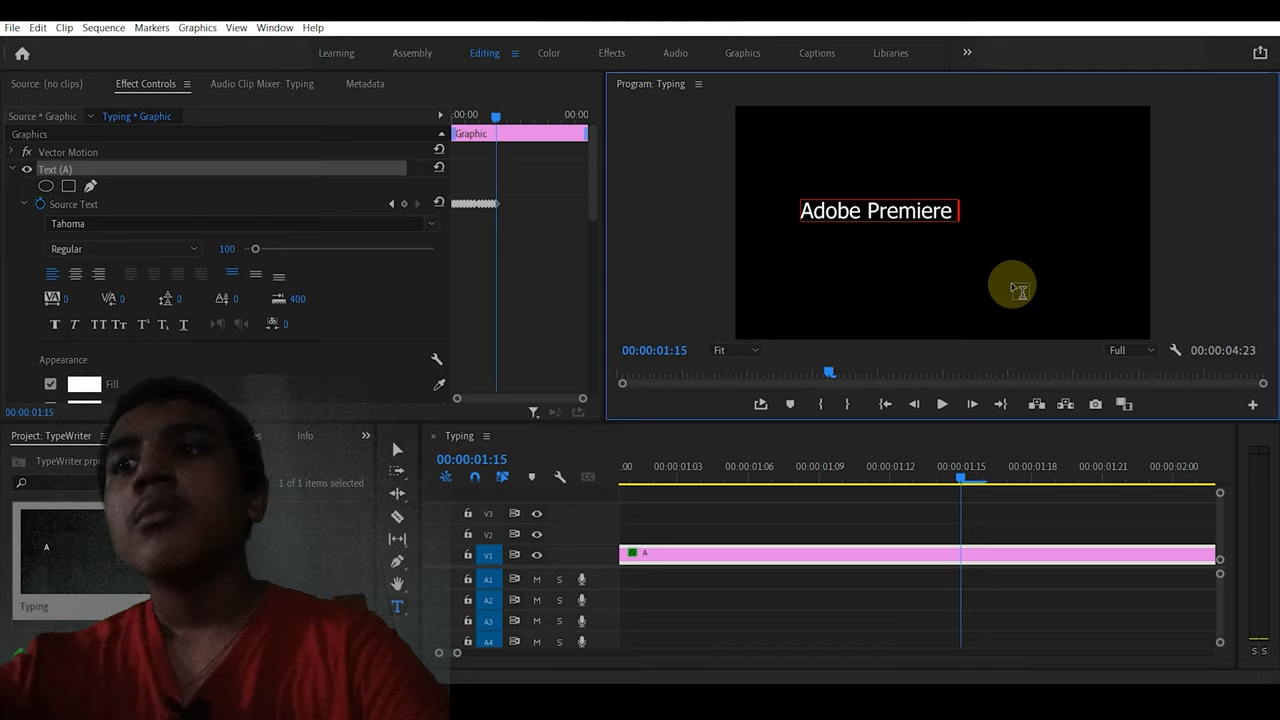 File Edit Clip Sequence Markers Graphics View Window Help
Learning Assembly Editing Color Effects Audio Graphics Captions Libraries
Source: (no clips) Effect Controls Audio Clip Mixer: Typing Metadata
Program: Typing
Source * Graphic Typing * Graphic :00:00 00:00
Graphics Graphic
fx Vector Motion
Text (A)
Source Text
Tahoma
Adobe Premiere
Regular 100
0 0 0 0 400
T T TT Tt T¹ T₁ T 0
00:00:01:15 Fit Full 00:00:04:23
Appearance
Fill
00:00:01:15
Project: TypeWriter Info
Typing
TypeWriter.prpr
00:00:01:15
:00 00:00:01:03 00:00:01:06 00:00:01:09 00:00:01:12 00:00:01:15 00:00:01:18 00:00:01:21 00:00:02:00
1 of 1 items selected
V3
A
V2
V1 A
A1 M S
Typing
A2 M S
A3 M S
A4 M S
S S